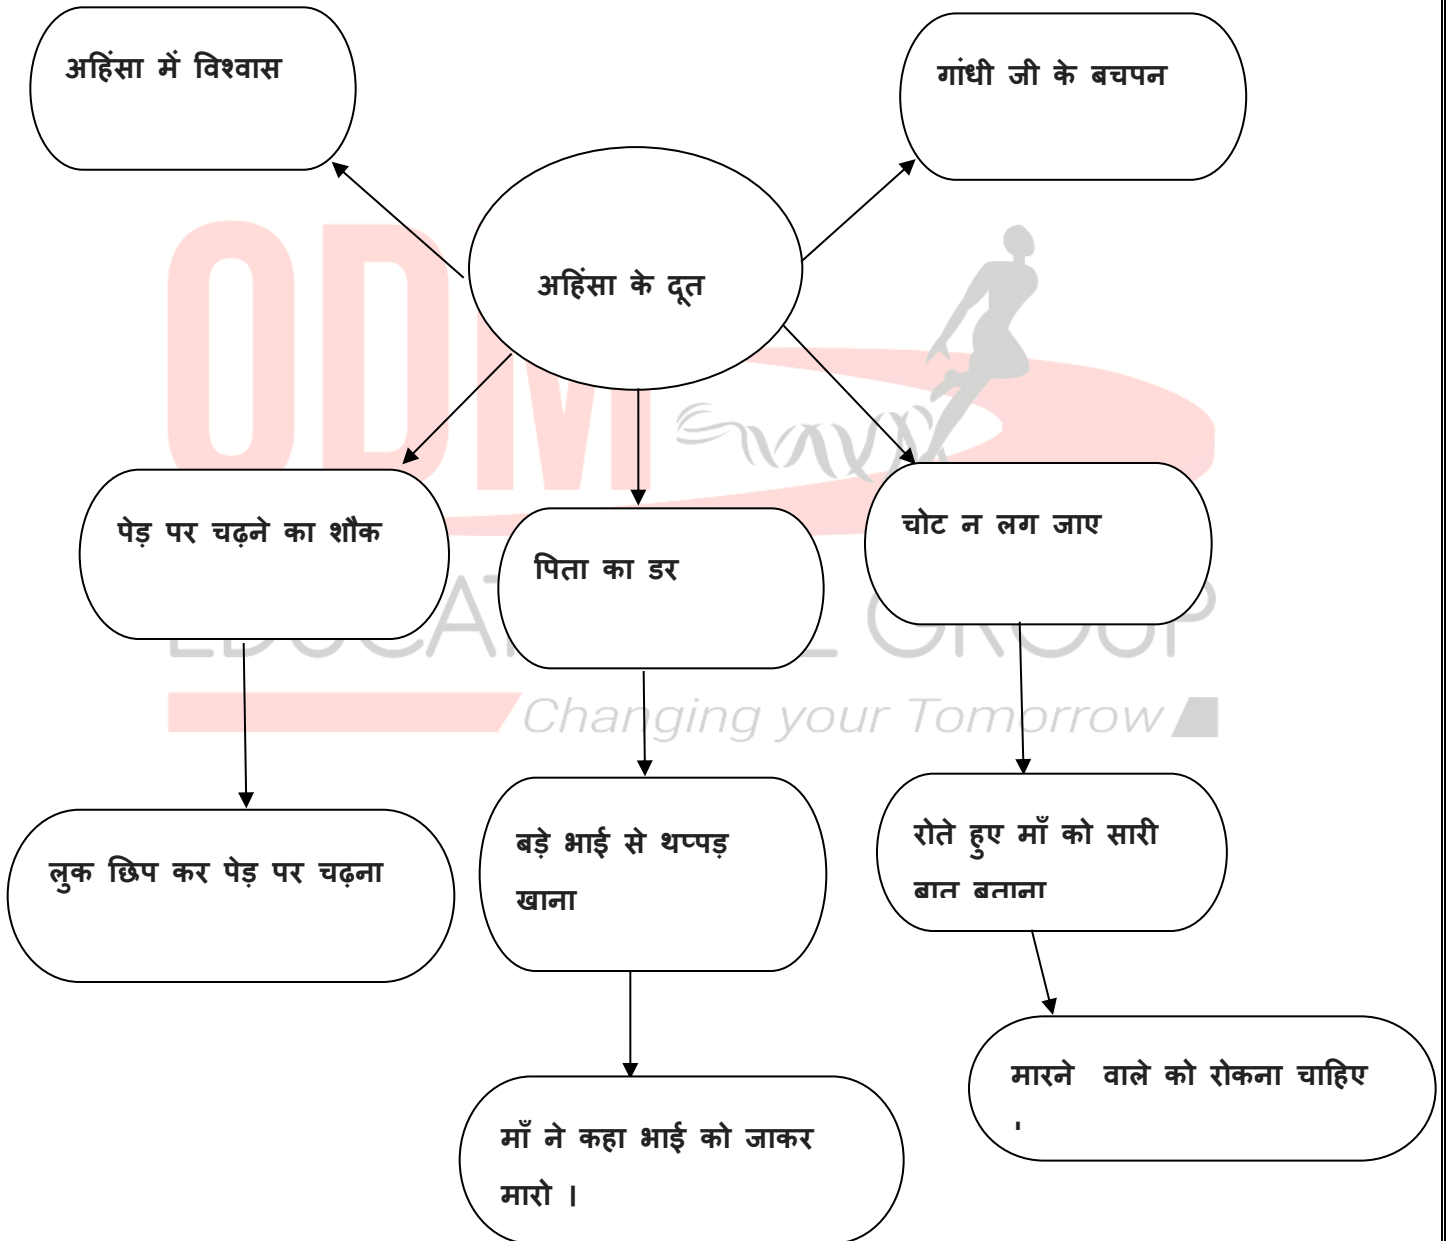 अहिंसा में विश्वास
गांधी जी के बचपन
अहिंसा के दूत
पेड़ पर चढ़ने का शौक
पिता का डर
चोट न लग जाए
लुक छिप कर पेड़ पर चढ़ना
बड़े भाई से थप्पड़
खाना
रोते हुए माँ को सारी
बात बताना
माँ ने कहा भाई को जाकर
मारो ।
मारने वाले को रोकना चाहिए
।
ODM
EDUCATIONAL GROUP
Changing your Tomorrow